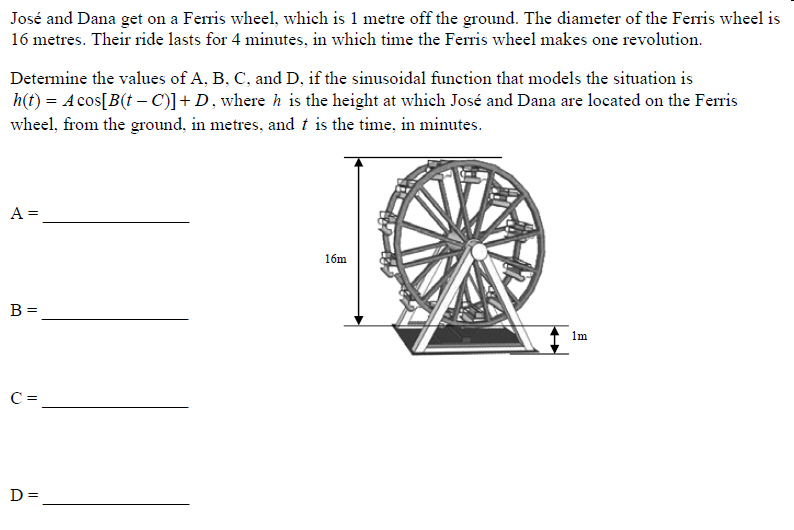 José and Dana get on a Ferris wheel, which is 1 metre off the ground. The diameter of the Ferris wheel is
16 metres. Their ride lasts for 4 minutes, in which time the Ferris wheel makes one revolution.
Determine the values of A, B, C, and D, if the sinusoidal function that models the situation is
h(t) = A cos[B(t – C)] + D, where h is the height at which José and Dana are located on the Ferris
wheel, from the ground, in metres, and t is the time, in minutes.
A = ____________
16m
B = ____________
1m
C = ____________
D = ____________